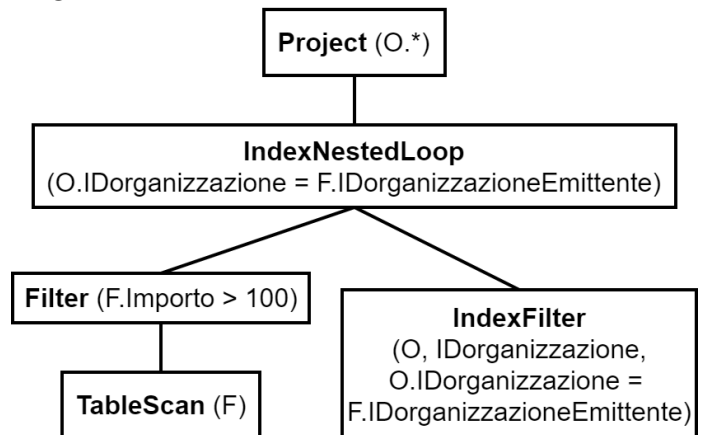 Project (O.*)
IndexNestedLoop
(O.IDorganizzazione = F.IDorganizzazioneEmittente)
Filter (F.Importo > 100)
IndexFilter
(O, IDorganizzazione,
O.IDorganizzazione =
F.IDorganizzazioneEmittente)
TableScan (F)